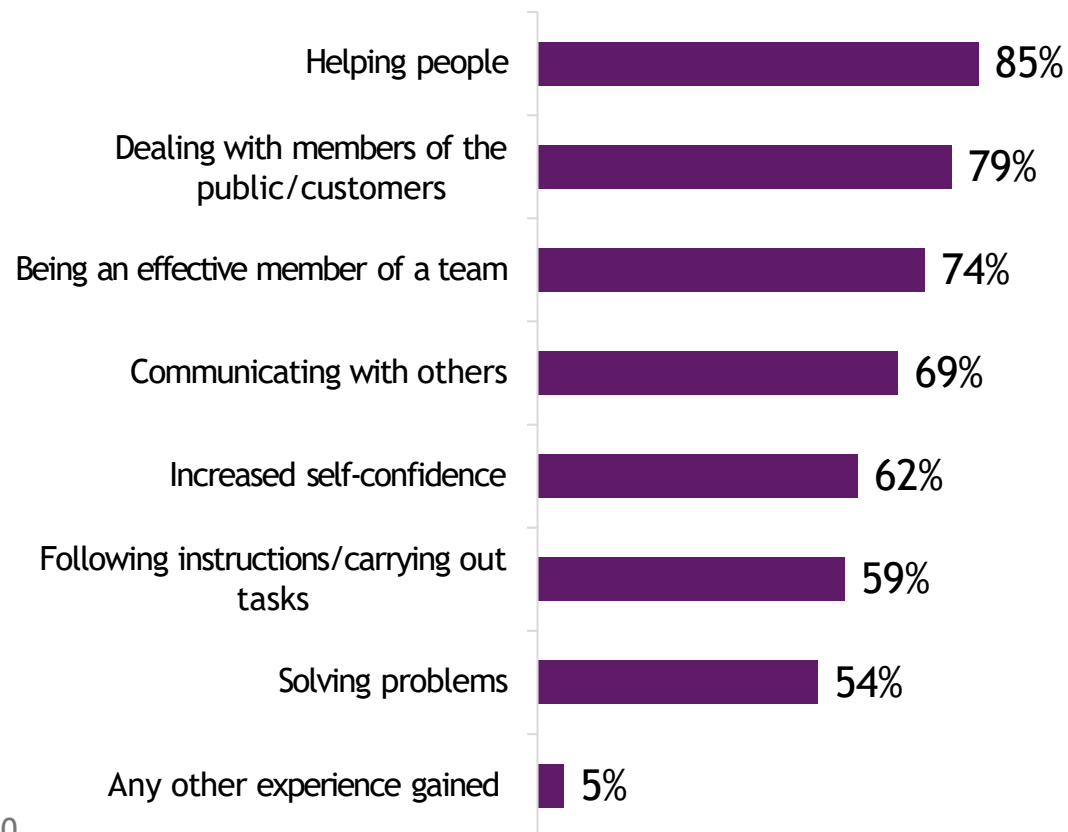 Helping people
85%
Dealing with members of the
public/customers
79%
Being an effective member of a team
74%
Communicating with others
69%
Increased self-confidence
62%
Following instructions/carrying out
tasks
59%
Solving problems
54%
Any other experience gained
5%